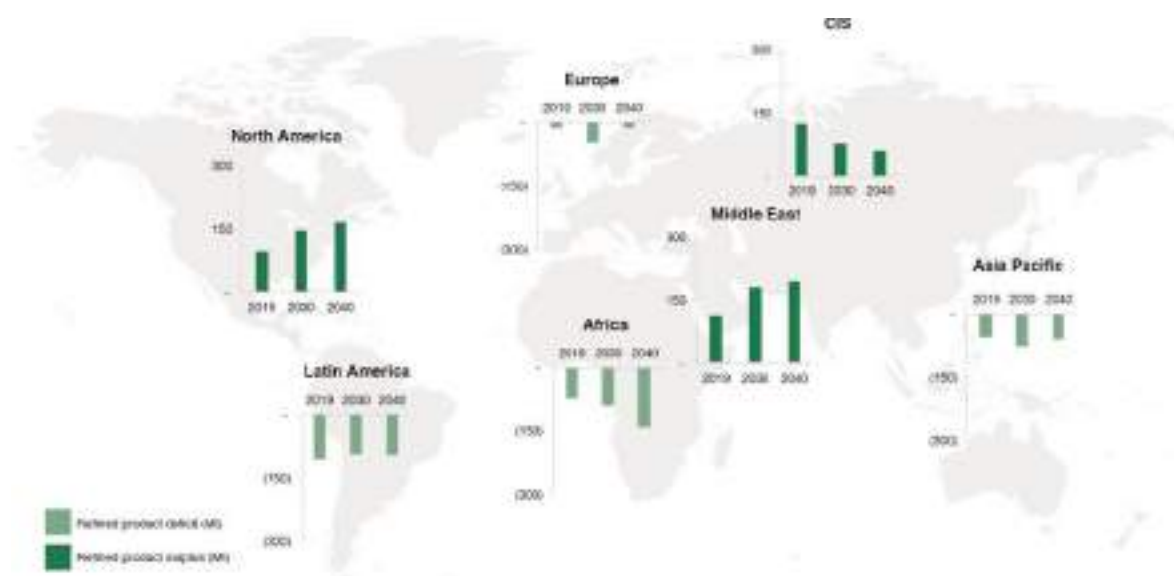 CIS
300
150
2019 2030 2040
Europe
2019 2030 2040
-
(150)
(300)
North America
300
150
-
2019 2030 2040
Middle East
300
150
-
2019 2030 2040
Asia Pacific
2019 2030 2040
-
(150)
(300)
Africa
2019 2030 2040
-
(150)
(300)
Latin America
2019 2030 2040
-
(150)
(300)
Refined product deficit (Mt)
Refined product surplus (Mt)